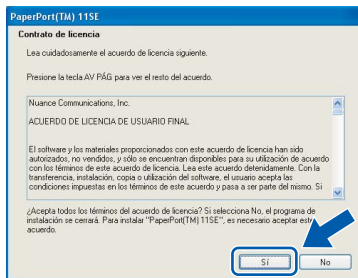 PaperPort(TM) 11SE
Contrato de licencia
Lea cuidadosamente el acuerdo de licencia siguiente.
Presione la tecla AV PÁG para ver el resto del acuerdo.
Nuance Communications, Inc.
ACUERDO DE LICENCIA DE USUARIO FINAL
El software y los materiales proporcionados con este acuerdo de licencia han sido
autorizados, no vendidos, y sólo se encuentran disponibles para su utilización de acuerdo
con los términos de este acuerdo de licencia. Lea este acuerdo detenidamente. Con la
transferencia, instalación, copia o utilización del software, el usuario acepta las
condiciones impuestas en los términos de este acuerdo y pasa a ser parte del mismo. Si
¿Acepta todos los términos del acuerdo de licencia? Si selecciona No, el programa de
instalación se cerrará. Para instalar "PaperPort(TM) 11SE", es necesario aceptar este
acuerdo.
Sí
No